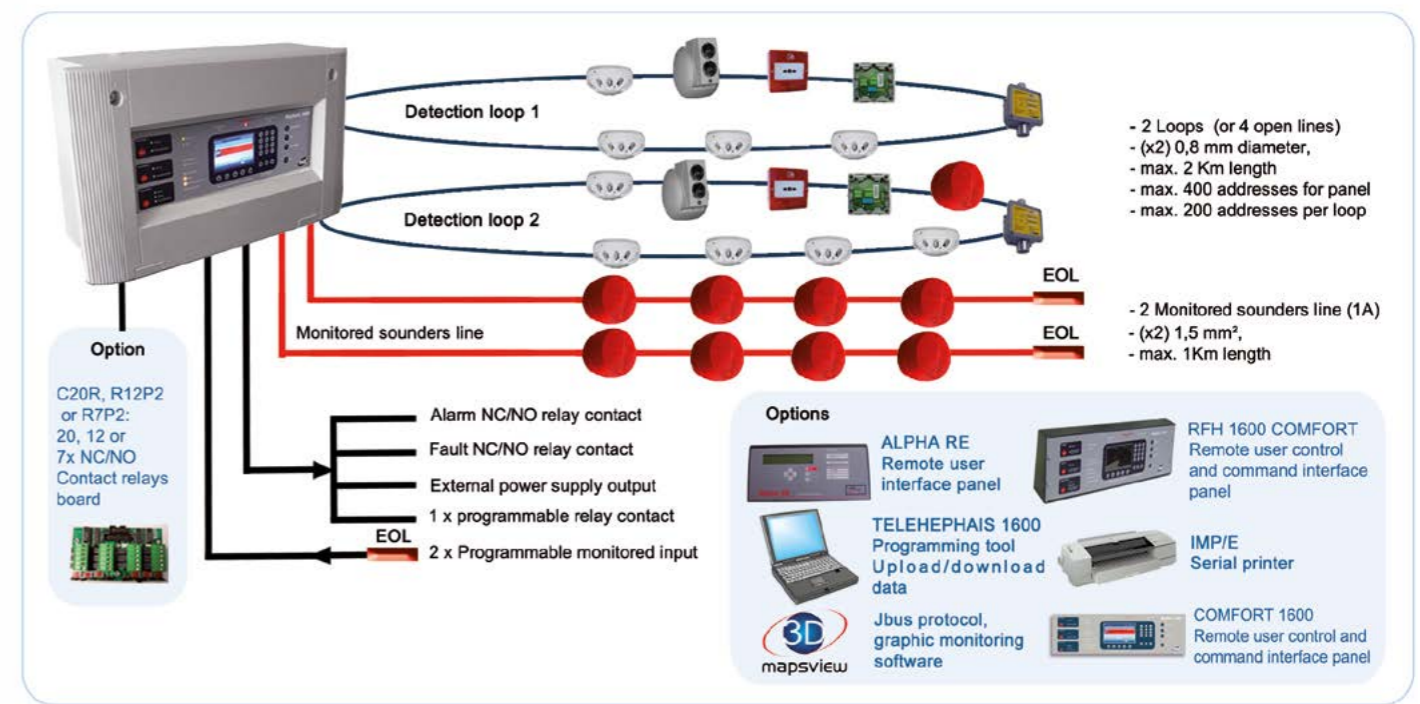 Detection loop 1
Detection loop 2
- 2 Loops (or 4 open lines)
- (x2) 0,8 mm diameter,
- max. 2 Km length
- max. 400 addresses for panel
- max. 200 addresses per loop
EOL
Monitored sounders line
EOL
- 2 Monitored sounders line (1A)
- (x2) 1,5 mm²,
- max. 1Km length
Option
C20R, R12P2
or R7P2:
20, 12 or
7x NC/NO
Contact relays
board
Alarm NC/NO relay contact
Fault NC/NO relay contact
External power supply output
1 x programmable relay contact
EOL
2 x Programmable monitored input
Options
ALPHA RE
Remote user
interface panel
RFH 1600 COMFORT
Remote user control
and command interface
panel
TELEHEPHAIS 1600
Programming tool
Upload/download
data
IMP/E
Serial printer
3D
mapsview
Jbus protocol,
graphic monitoring
software
COMFORT 1600
Remote user control and
command interface panel